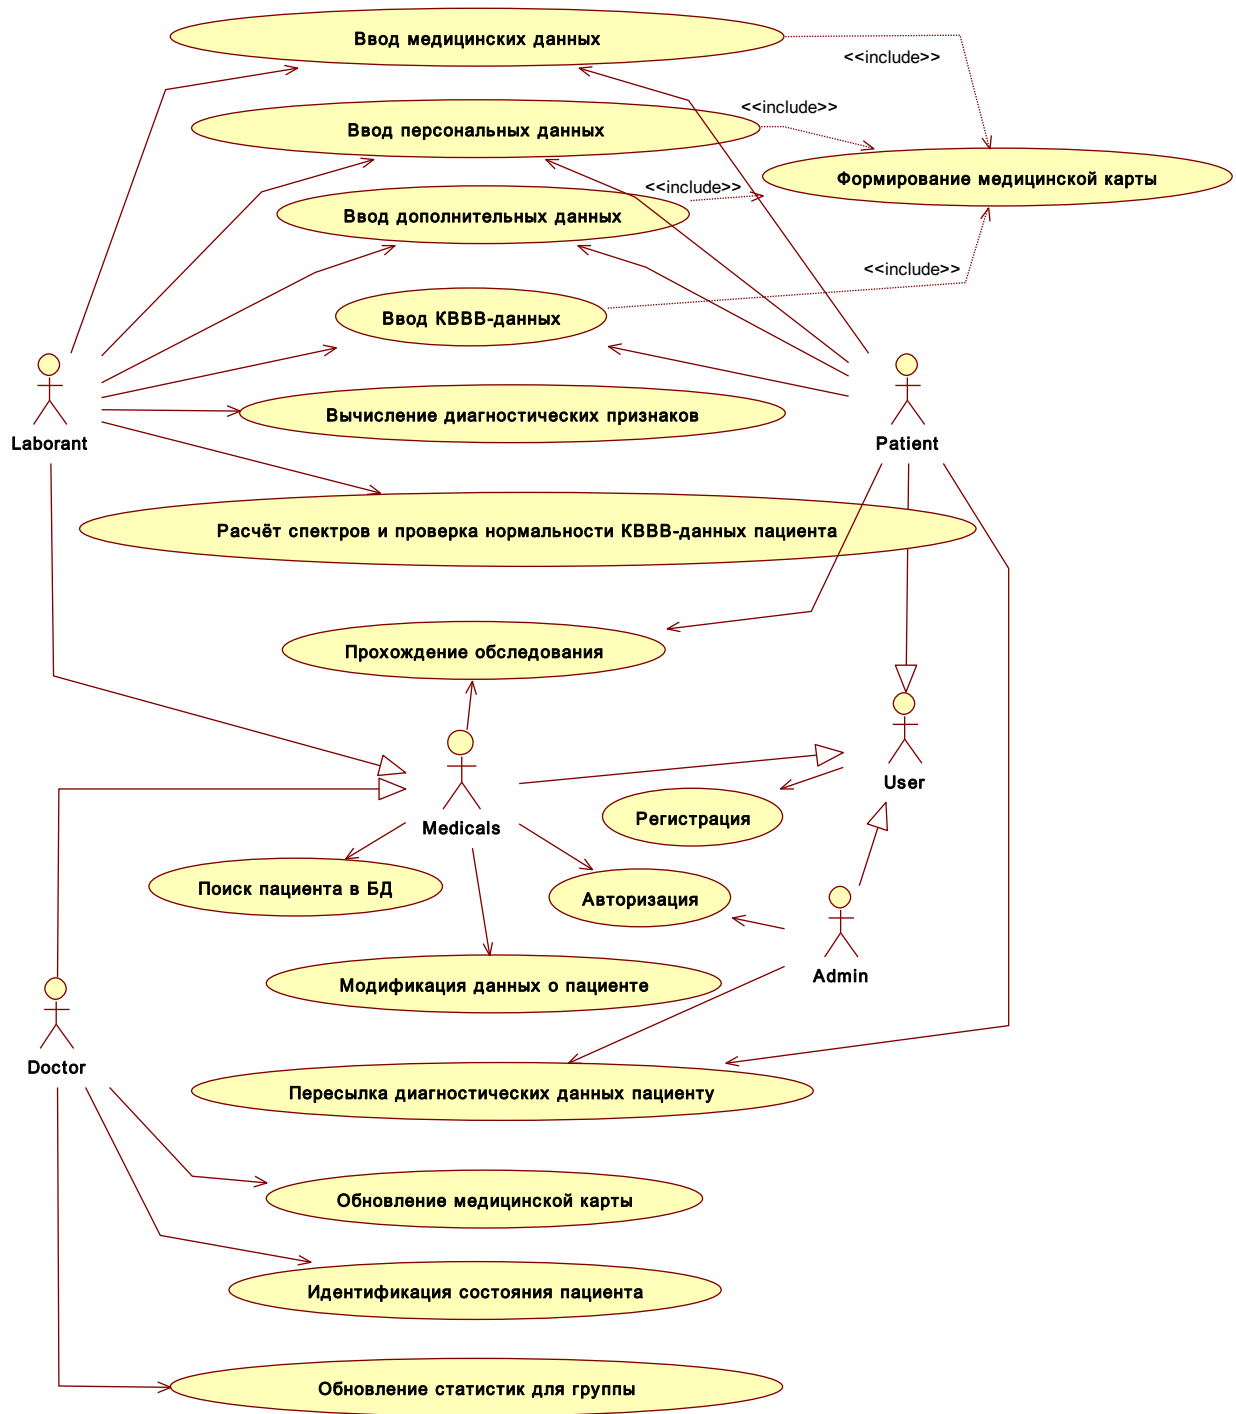 Ввод медицинских данных
<<include>>
<<include>>
Ввод персональных данных
Формирование медицинской карты
<<include>>
Ввод дополнительных данных
<<include>>
Ввод КВВВ-данных
Вычисление диагностических признаков
Laborant
Patient
Расчёт спектров и проверка нормальности КВВВ-данных пациента
Прохождение обследования
User
Регистрация
Medicals
Поиск пациента в БД
Авторизация
Admin
Модификация данных о пациенте
Doctor
Пересылка диагностических данных пациенту
Обновление медицинской карты
Идентификация состояния пациента
Обновление статистик для группы